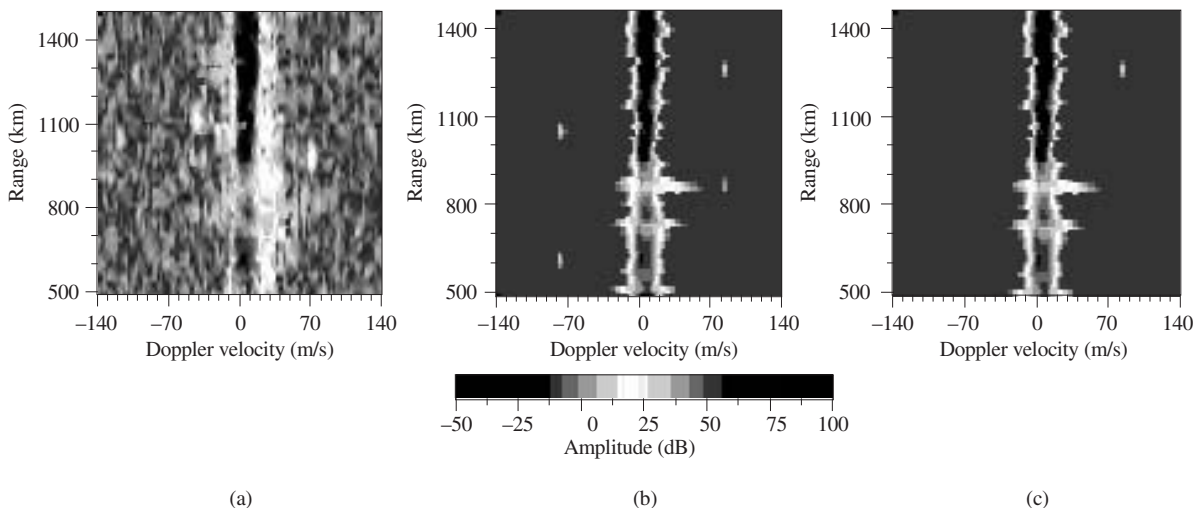 1400
1100
800
500
Range (km)
–140 –70 0 70 140
Doppler velocity (m/s)
1400
1100
800
500
Range (km)
–140 –70 0 70 140
Doppler velocity (m/s)
1400
1100
800
500
Range (km)
–140 –70 0 70 140
Doppler velocity (m/s)
–50 –25 0 25 50 75 100
Amplitude (dB)
(a) (b) (c)